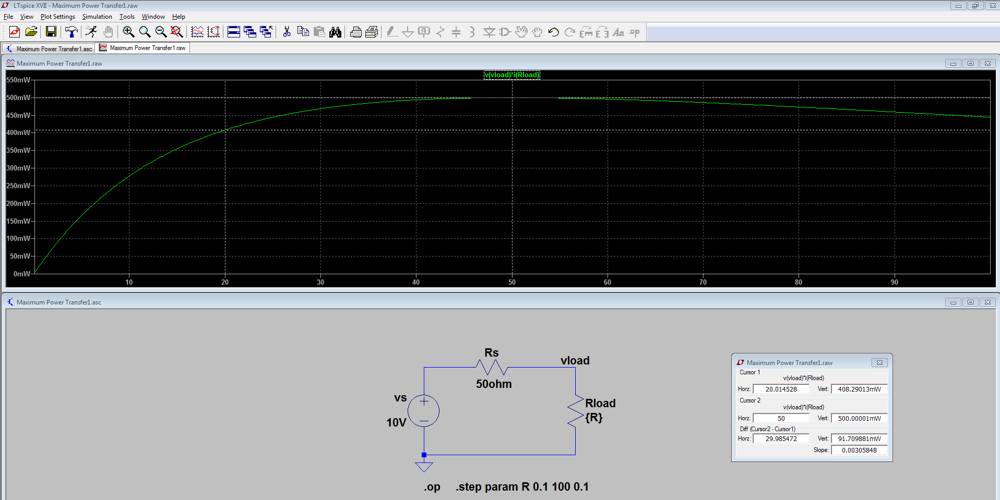 LTspice XVII - Maximum Power Transfer1.raw
File View Plot Settings Simulation Tools Window Help
A Aa .op
Maximum Power Transfer1.asc Maximum Power Transfer1.raw
Maximum Power Transfer1.raw
v(vload)*i(Rload)
550mW
500mW
450mW
400mW
350mW
300mW
250mW
200mW
150mW
100mW
50mW
0mW
10 20 30 40 50 60 70 80 90
Maximum Power Transfer1.asc
Rs
50ohm
vload
vs
10V
Rload
{R}
.op .step param R 0.1 100 0.1
Maximum Power Transfer1.raw
Cursor 1
v(vload)*i(Rload)
Horz: 20.014528 Vert: 408.29013mW
Cursor 2
v(vload)*i(Rload)
Horz: 50 Vert: 500.00001mW
Diff (Cursor2 - Cursor1)
Horz: 29.985472 Vert: 91.709881mW
Slope: 0.00305848